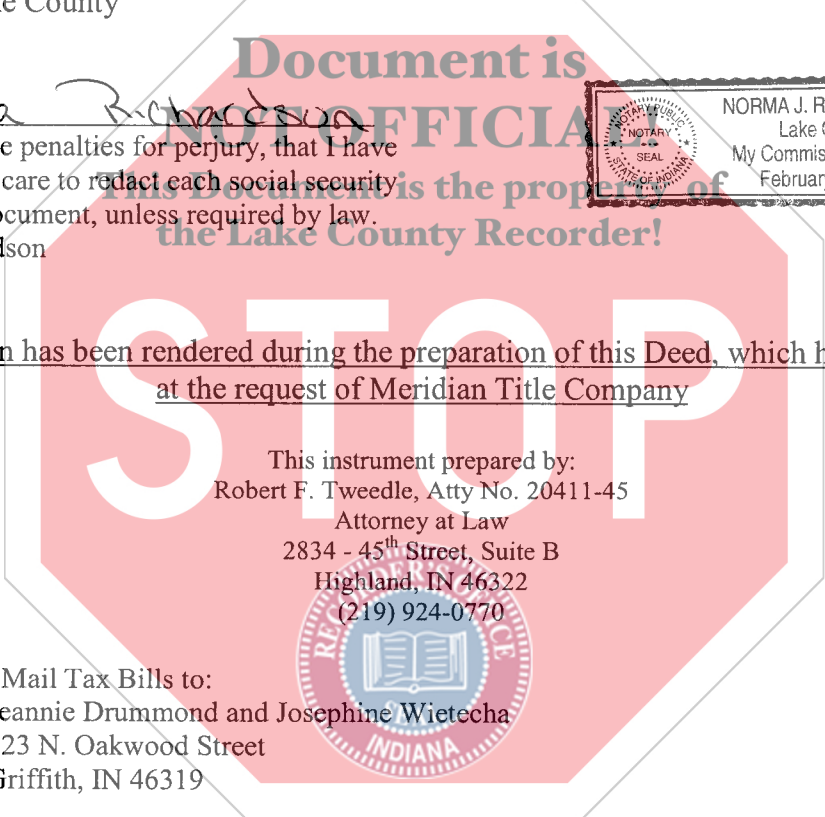 e County
Document is
NOT OFFICIAL!
This Document is the property of
the Lake County Recorder!
a Richardson
NORMA J. R
Lake C
My Commis
Februar
NOTARY PUBLIC
NOTARY
SEAL
STATE OF INDIANA
e penalties for perjury, that I have
care to redact each social security
ocument, unless required by law.
dson
STOP
n has been rendered during the preparation of this Deed, which h
at the request of Meridian Title Company
This instrument prepared by:
Robert F. Tweedle, Atty No. 20411-45
Attorney at Law
2834 - 45th Street, Suite B
Highland, IN 46322
(219) 924-0770
RECORDER'S OFFICE
SEAL
INDIANA
Mail Tax Bills to:
eannie Drummond and Josephine Wietecha
23 N. Oakwood Street
Griffith, IN 46319